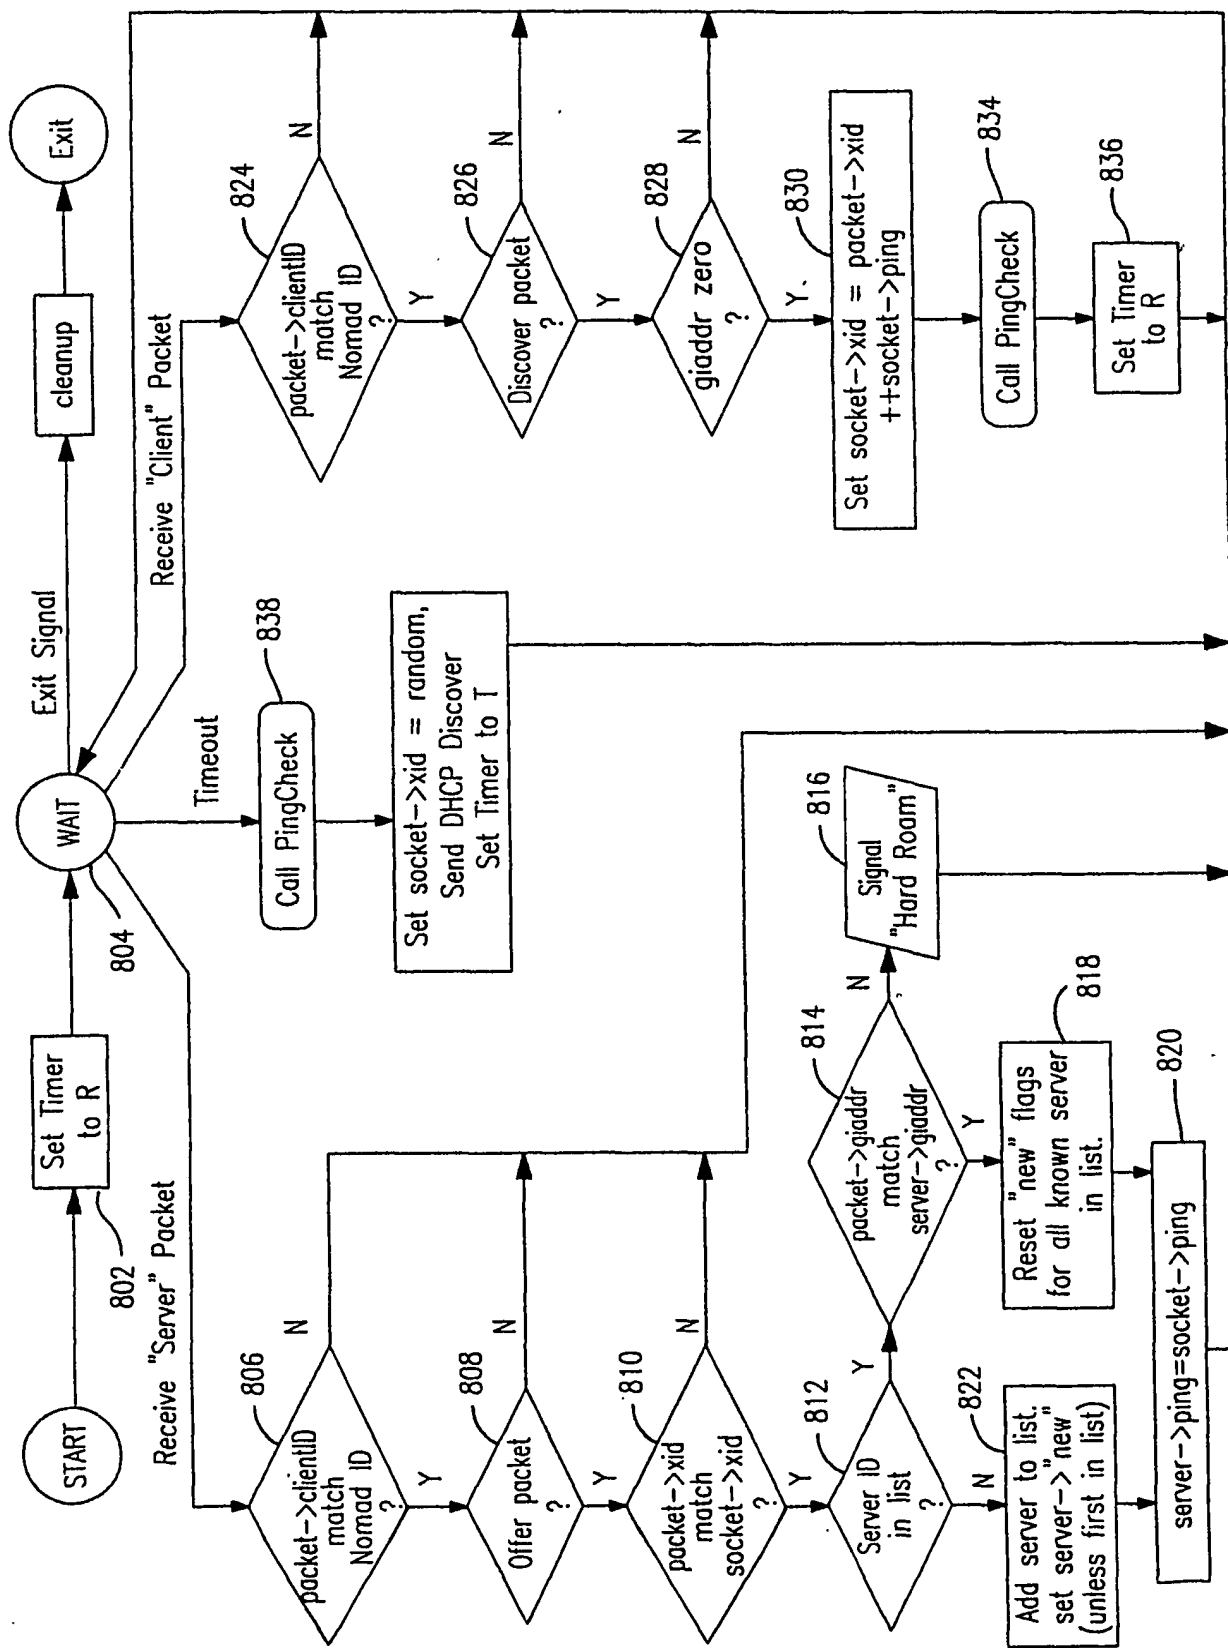 START
Set Timer
to R
802
WAIT
804
Exit Signal
cleanup
Exit
Receive "Server" Packet
packet->clientID
match
Nomad ID
?
806
N
Y
Offer packet
?
808
N
Y
packet->xid
match
socket->xid
?
810
N
Y
Server ID
in list
?
812
Y
N
packet->giaddr
match
server->giaddr
?
814
N
Y
Signal
"Hard Roam"
816
Reset "new" flags
for all known server
in list.
818
Add server to list.
set server->"new"
(unless first in list)
822
server->ping=socket->ping
820
Timeout
Call PingCheck
838
Set socket->xid = random,
Send DHCP Discover
Set Timer to T
Receive "Client" Packet
packet->clientID
match
Nomad ID
?
824
N
Y
Discover packet
?
826
N
Y
giaddr zero
?
828
N
Y
Set socket->xid = packet->xid
++socket->ping
830
Call PingCheck
834
Set Timer
to R
836